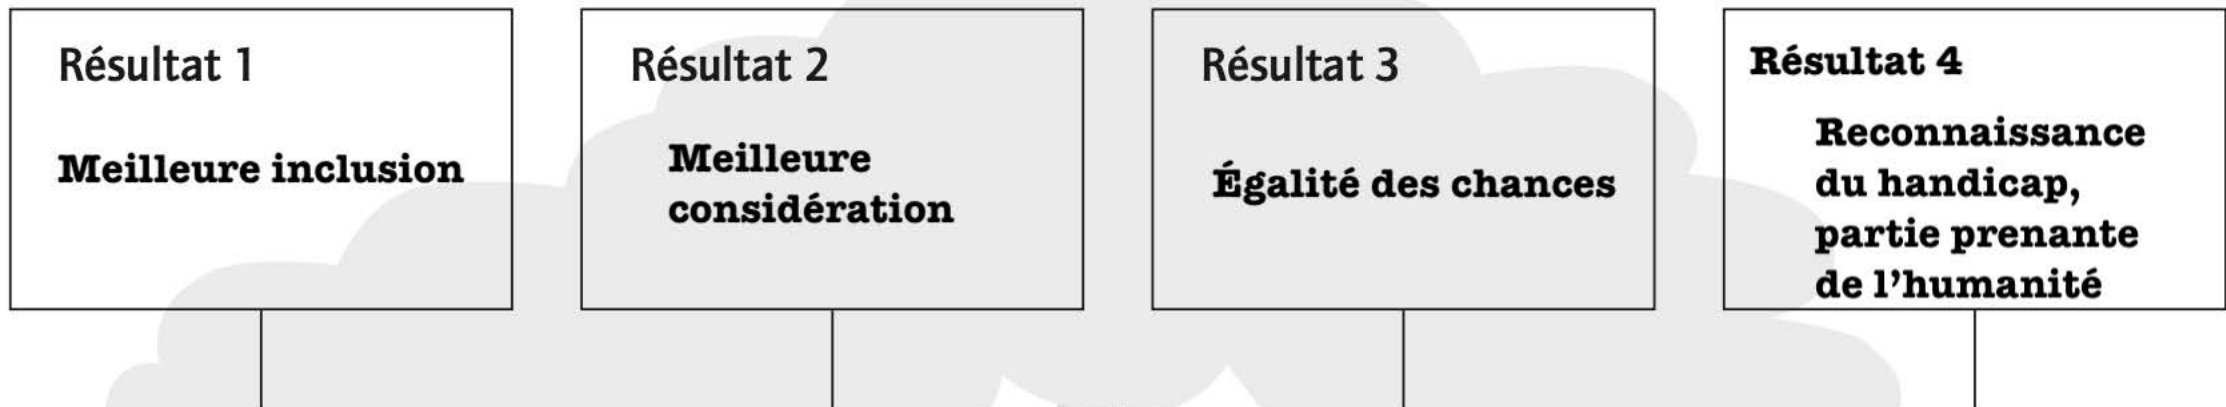 Résultat 1
Meilleure inclusion
Résultat 2
Meilleure
considération
Résultat 3
Égalité des chances
Résultat 4
Reconnaissance
du handicap,
partie prenante
de l’humanité